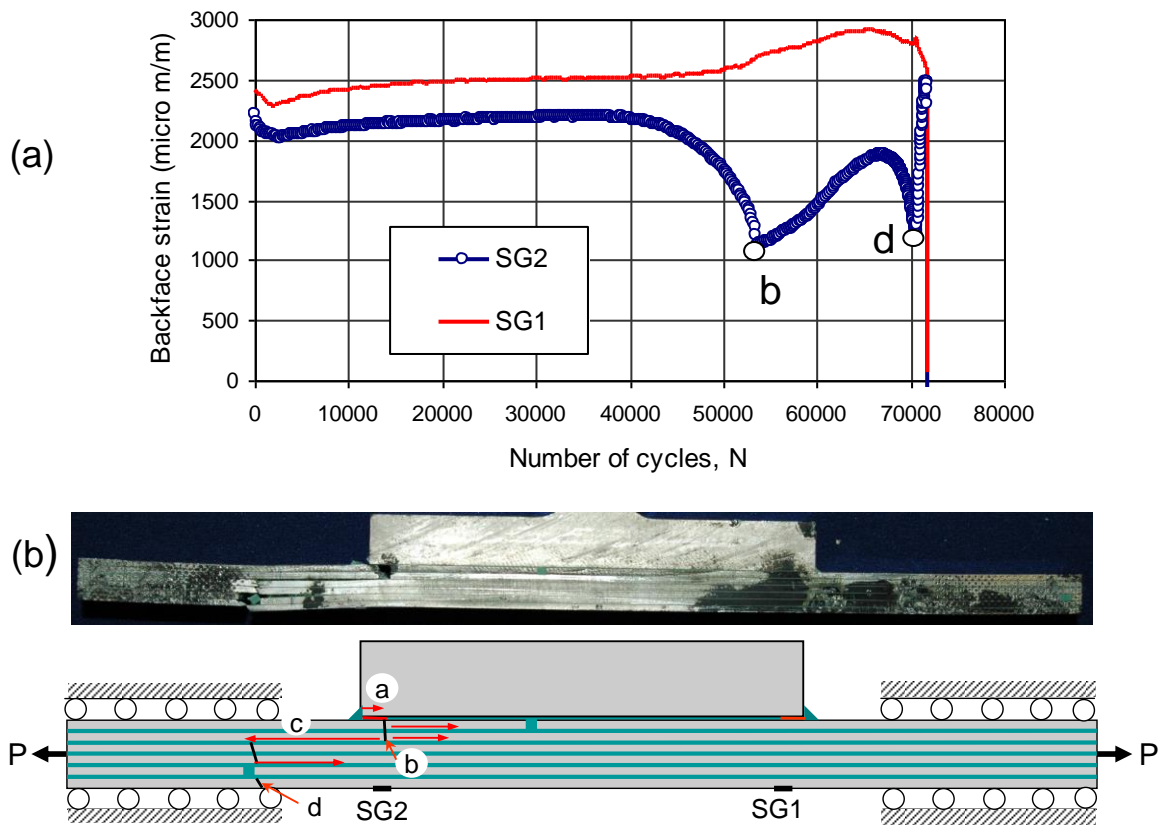 (a)
Backface strain (micro m/m)
3000
2500
2000
1500
1000
500
0
SG2
SG1
b
d
0 10000 20000 30000 40000 50000 60000 70000 80000
Number of cycles, N
(b)
a
c
b
d
P
P
SG2
SG1